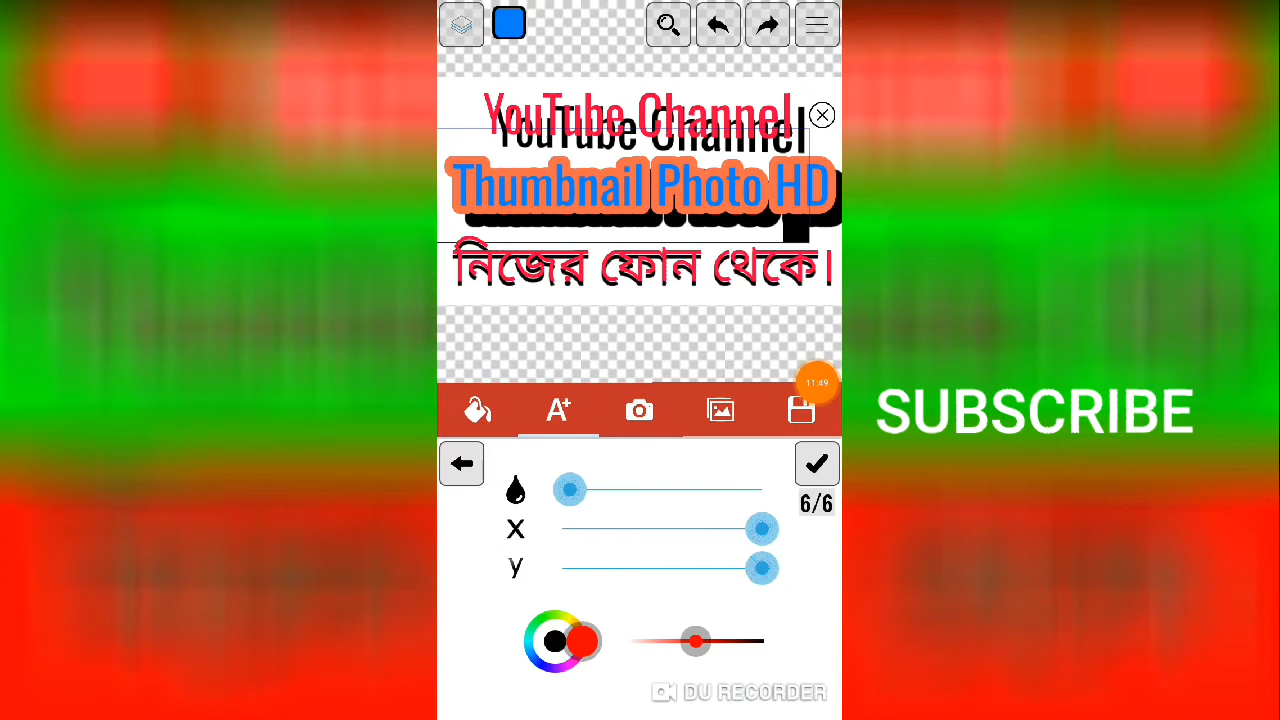 YouTube Channel
Thumbnail Photo HD
নিজের ফোন থেকে।
11:49
SUBSCRIBE
A+
6/6
x
y
DU RECORDER